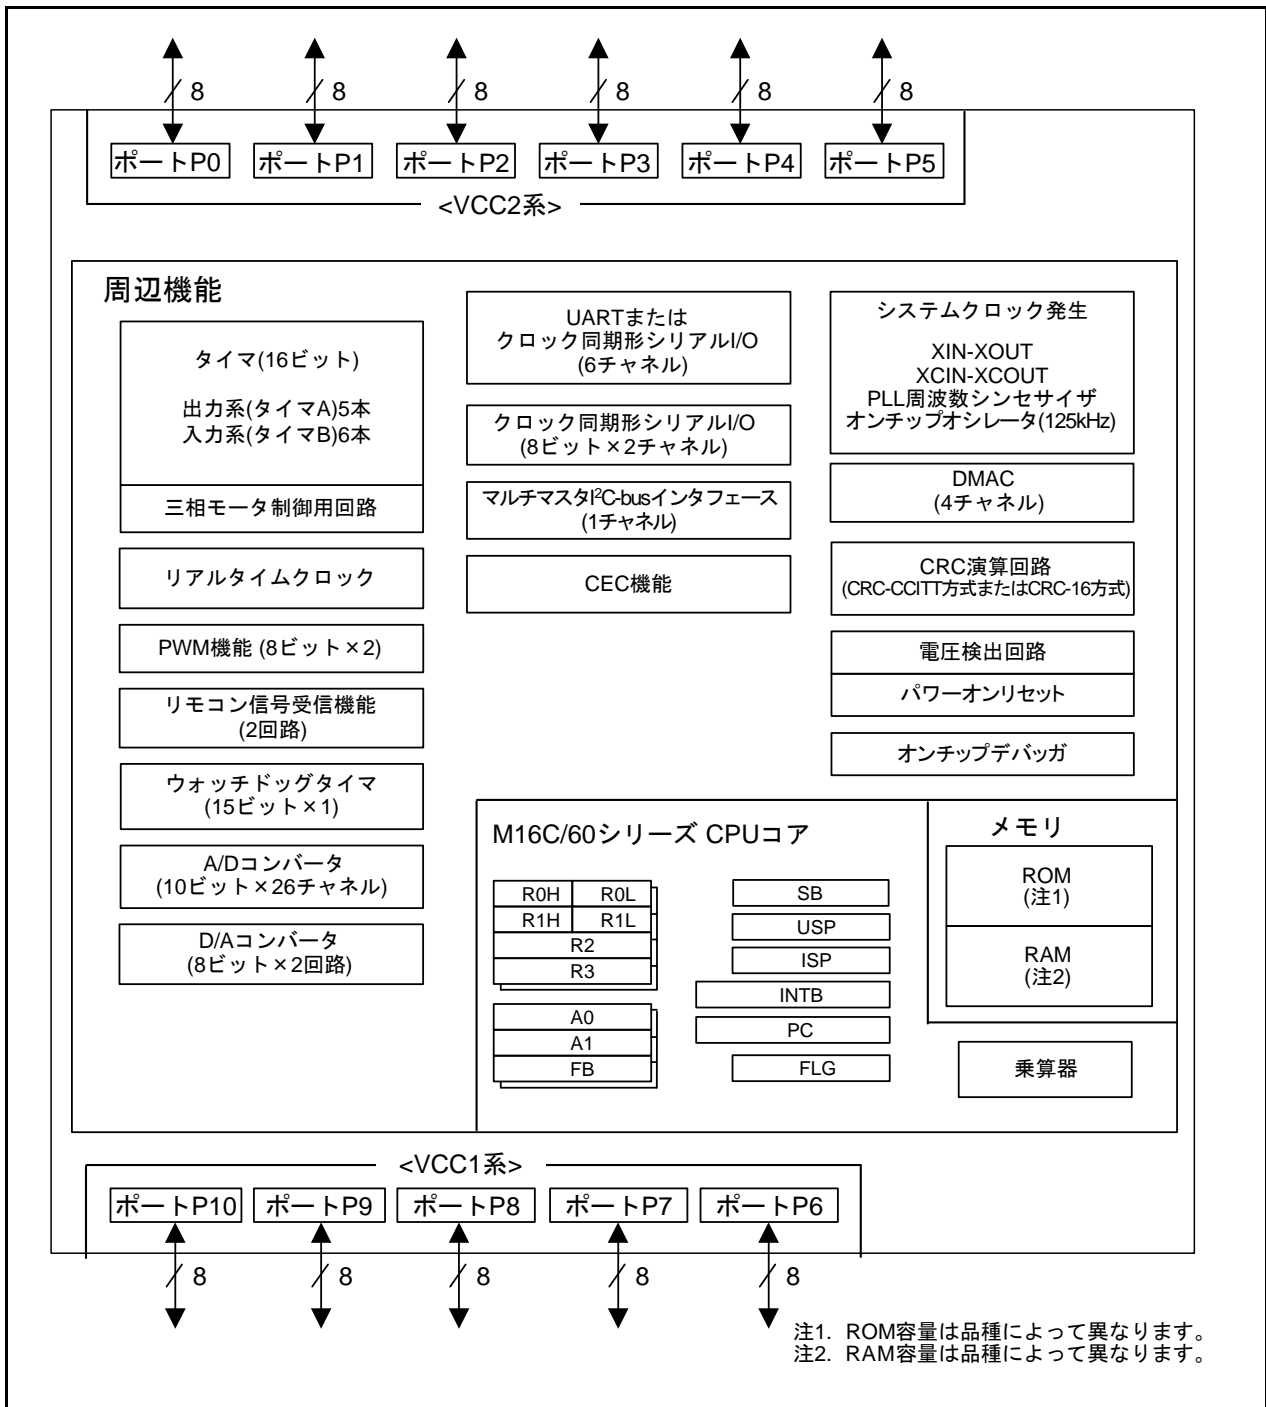 8 8 8 8 8 8
ポートP0 ポートP1 ポートP2 ポートP3 ポートP4 ポートP5
<VCC2系>
周辺機能
タイマ(16ビット)
出力系(タイマA)5本
入力系(タイマB)6本
三相モータ制御用回路
リアルタイムクロック
PWM機能 (8ビット×2)
リモコン信号受信機能
(2回路)
ウォッチドッグタイマ
(15ビット×1)
A/Dコンバータ
(10ビット×26チャネル)
D/Aコンバータ
(8ビット×2回路)
UARTまたは
クロック同期形シリアルI/O
(6チャネル)
クロック同期形シリアルI/O
(8ビット×2チャネル)
マルチマスタI²C-busインタフェース
(1チャネル)
CEC機能
システムクロック発生
XIN-XOUT
XCIN-XCOUT
PLL周波数シンセサイザ
オンチップオシレータ(125kHz)
DMAC
(4チャネル)
CRC演算回路
(CRC-CCITT方式またはCRC-16方式)
電圧検出回路
パワーオンリセット
オンチップデバッガ
M16C/60シリーズ CPUコア
R0H R0L
R1H R1L
R2
R3
A0
A1
FB
SB
USP
ISP
INTB
PC
FLG
メモリ
ROM
(注1)
RAM
(注2)
乗算器
<VCC1系>
ポートP10 ポートP9 ポートP8 ポートP7 ポートP6
8 8 8 8 8
注1. ROM容量は品種によって異なります。
注2. RAM容量は品種によって異なります。